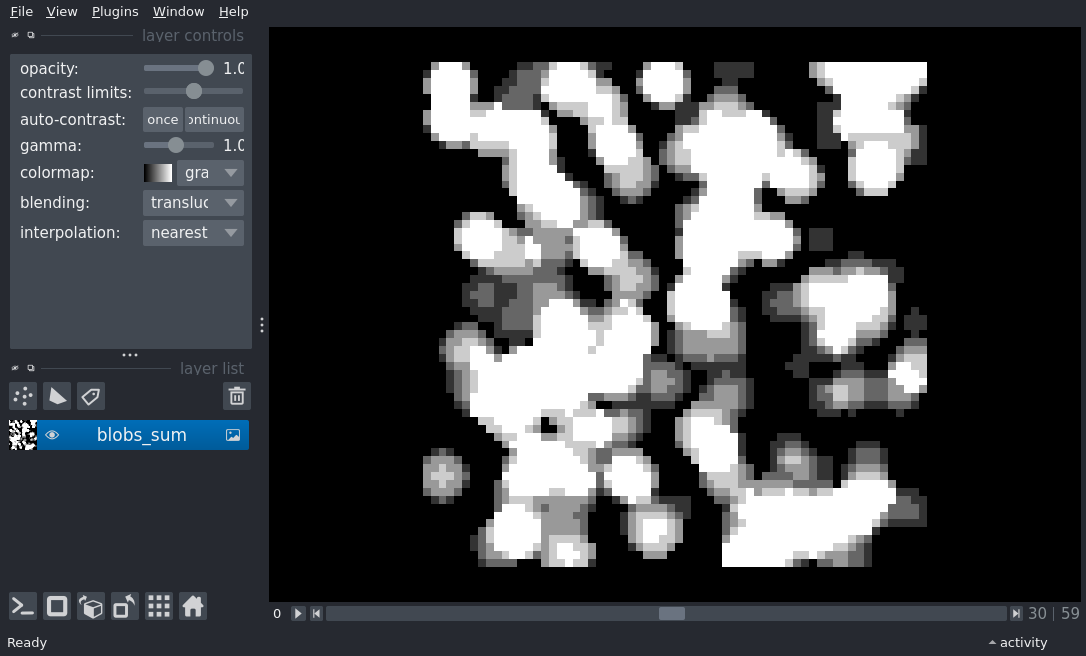 File View Plugins Window Help
layer controls
opacity: 1.0
contrast limits:
auto-contrast: once ontinuou
gamma: 1.0
colormap: gra
blending: transluc
interpolation: nearest
layer list
blobs_sum
0 30 | 59
Ready activity